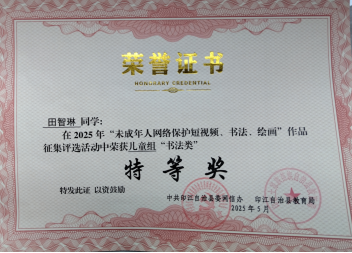 荣誉证书
HONORARY CREDENTIAL
田智琳 同学：
在 2025 年“未成年人网络保护短视频、书法、绘画”作品
征集评选活动中荣获儿童组“书法类”
特等奖
特发此证 以资鼓励
中共印江自治县委网信办 印江自治县教育局
2025 年 5 月